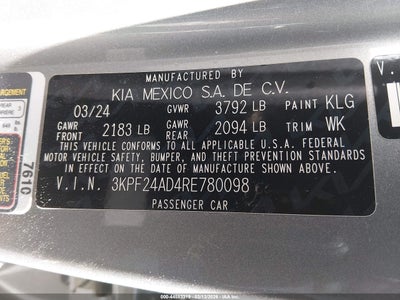 MANUFACTURED BY
KIA MEXICO S.A. DE C.V.
03/24 GVWR 3792 LB PAINT KLG
GAWR FRONT 2183 LB GAWR REAR 2094 LB TRIM WK
THIS VEHICLE CONFORMS TO ALL APPLICABLE U.S.A. FEDERAL
MOTOR VEHICLE SAFETY, BUMPER, AND THEFT PREVENTION
STANDARDS IN EFFECT ON THE DATE OF MANUFACTURE SHOWN ABOVE.
V.I.N. 3KPF24AD4RE780098
PASSENGER CAR
7610
V.